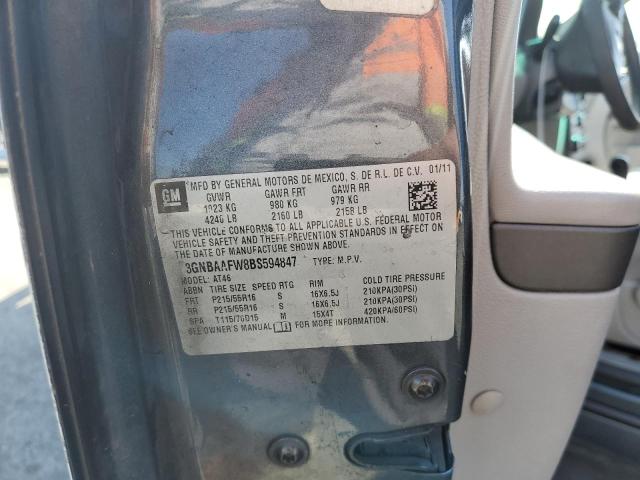 GM
MFD BY GENERAL MOTORS DE MEXICO, S. DE R.L. DE C.V. 01/11
GVWR GAWR FRT GAWR RR
1923 KG 980 KG 979 KG
4240 LB 2160 LB 2158 LB
THIS VEHICLE CONFORMS TO ALL APPLICABLE U.S. FEDERAL MOTOR
VEHICLE SAFETY AND THEFT PREVENTION STANDARDS IN EFFECT
ON THE DATE OF MANUFACTURE SHOWN ABOVE.
3GNBAAFW8BS594847 TYPE: M.P.V.
MODEL: AT46
ABBN TIRE SIZE SPEED RTG RIM COLD TIRE PRESSURE
FRT P215/55R16 S 16X6.5J 210KPA(30PSI)
RR P215/55R16 S 16X6.5J 210KPA(30PSI)
SPA T115/70D15 M 15X4T 420KPA(60PSI)
SEE OWNER'S MANUAL FOR MORE INFORMATION.